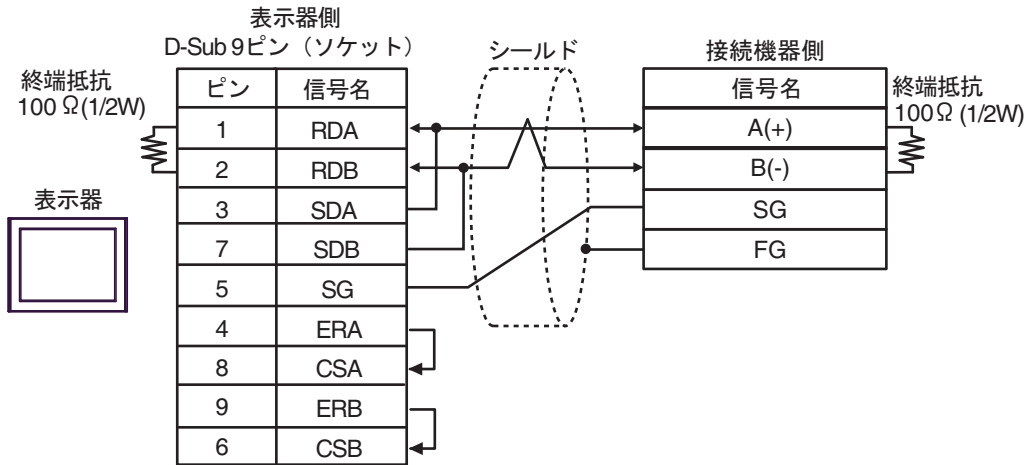 表示器側
D-Sub 9ピン（ソケット）
シールド
接続機器側
終端抵抗
100 Ω(1/2W)
ピン 信号名
1 RDA
2 RDB
3 SDA
7 SDB
5 SG
4 ERA
8 CSA
9 ERB
6 CSB
表示器
信号名
A(+)
B(-)
SG
FG
終端抵抗
100Ω (1/2W)